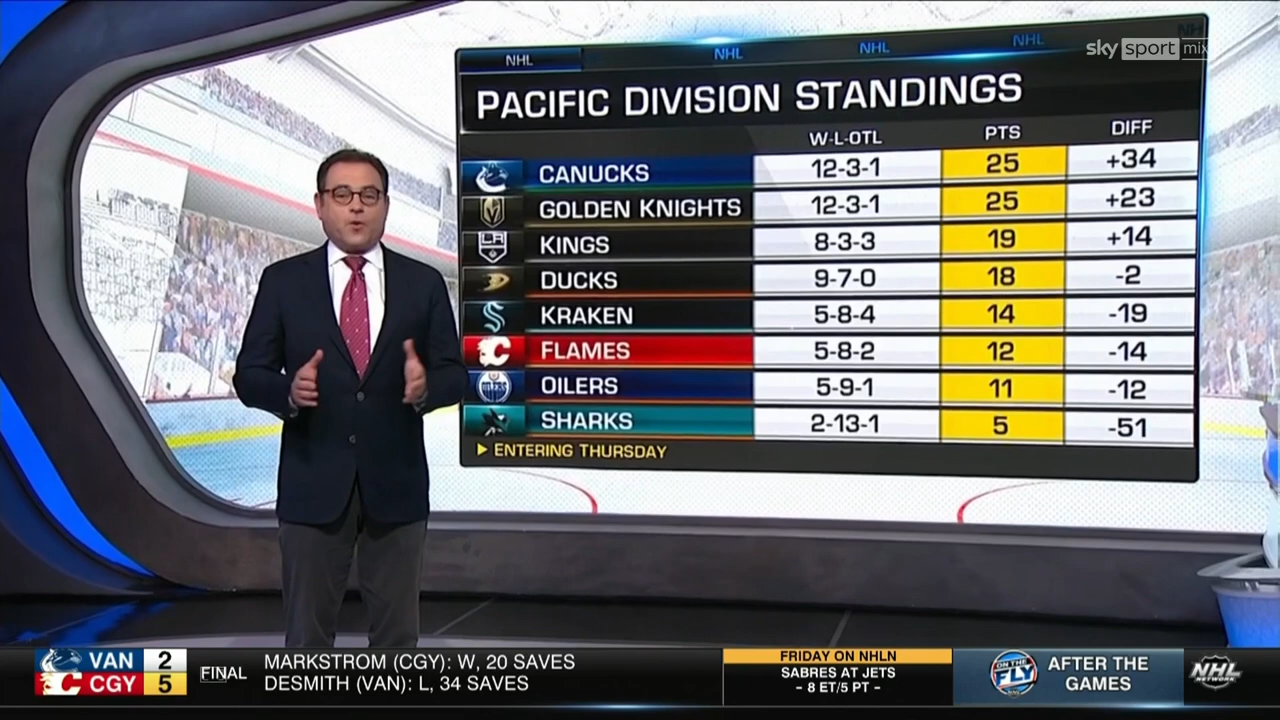 NHL NHL NHL NHL NH
sky sport mix
PACIFIC DIVISION STANDINGS
W-L-OTL PTS DIFF
CANUCKS 12-3-1 25 +34
GOLDEN KNIGHTS 12-3-1 25 +23
LA KINGS 8-3-3 19 +14
DUCKS 9-7-0 18 -2
KRAKEN 5-8-4 14 -19
FLAMES 5-8-2 12 -14
OILERS OILERS 5-9-1 11 -12
SHARKS 2-13-1 5 -51
ENTERING THURSDAY
VAN 2
CGY 5
FINAL
MARKSTROM (CGY): W, 20 SAVES
DESMITH (VAN): L, 34 SAVES
FRIDAY ON NHLN
SABRES AT JETS
- 8 ET/5 PT -
ON THE
FLY
AFTER THE
GAMES
NHL
NETWORK